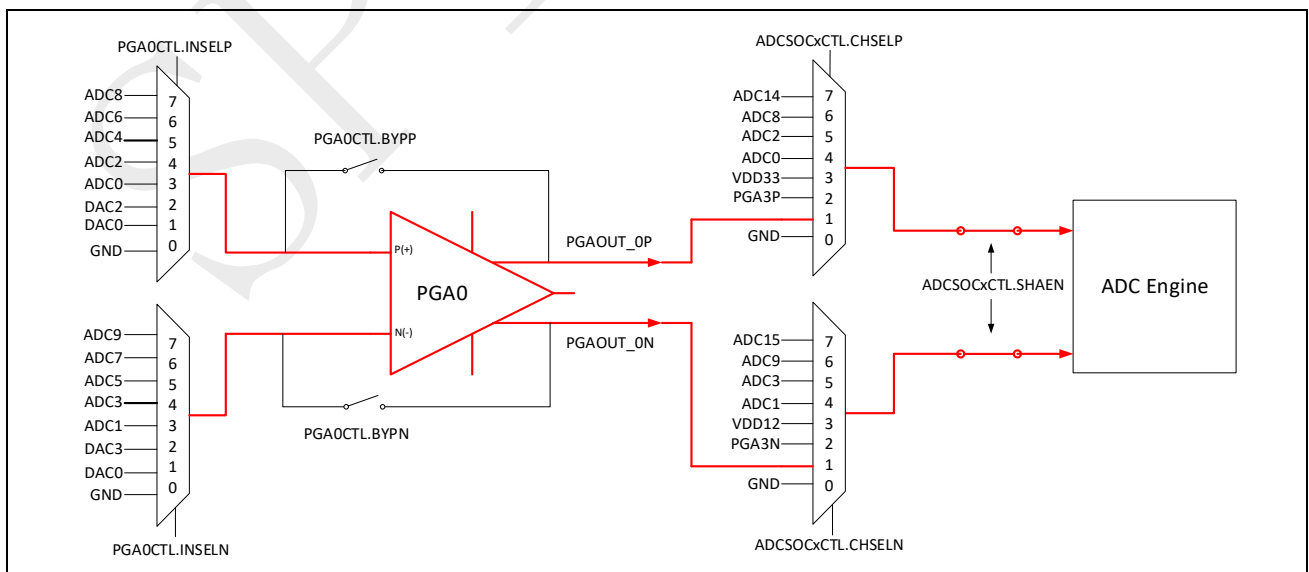 PGA0CTL.INSELP
ADC8
7
ADC6
6
ADC4
5
ADC2
4
ADC0
3
DAC2
2
DAC0
1
GND
0
PGA0CTL.BYPP
P(+)
PGA0
N(-)
PGA0CTL.BYPN
PGAOUT_0P
PGAOUT_0N
ADC9
7
ADC7
6
ADC5
5
ADC3
4
ADC1
3
DAC3
2
DAC0
1
GND
0
PGA0CTL.INSELN
ADCSOCxCTL.CHSELP
ADC14
7
ADC8
6
ADC2
5
ADC0
4
VDD33
3
PGA3P
2
1
GND
0
ADCSOCxCTL.SHAEN
ADC Engine
ADC15
7
ADC9
6
ADC3
5
ADC1
4
VDD12
3
PGA3N
2
1
GND
0
ADCSOCxCTL.CHSELN